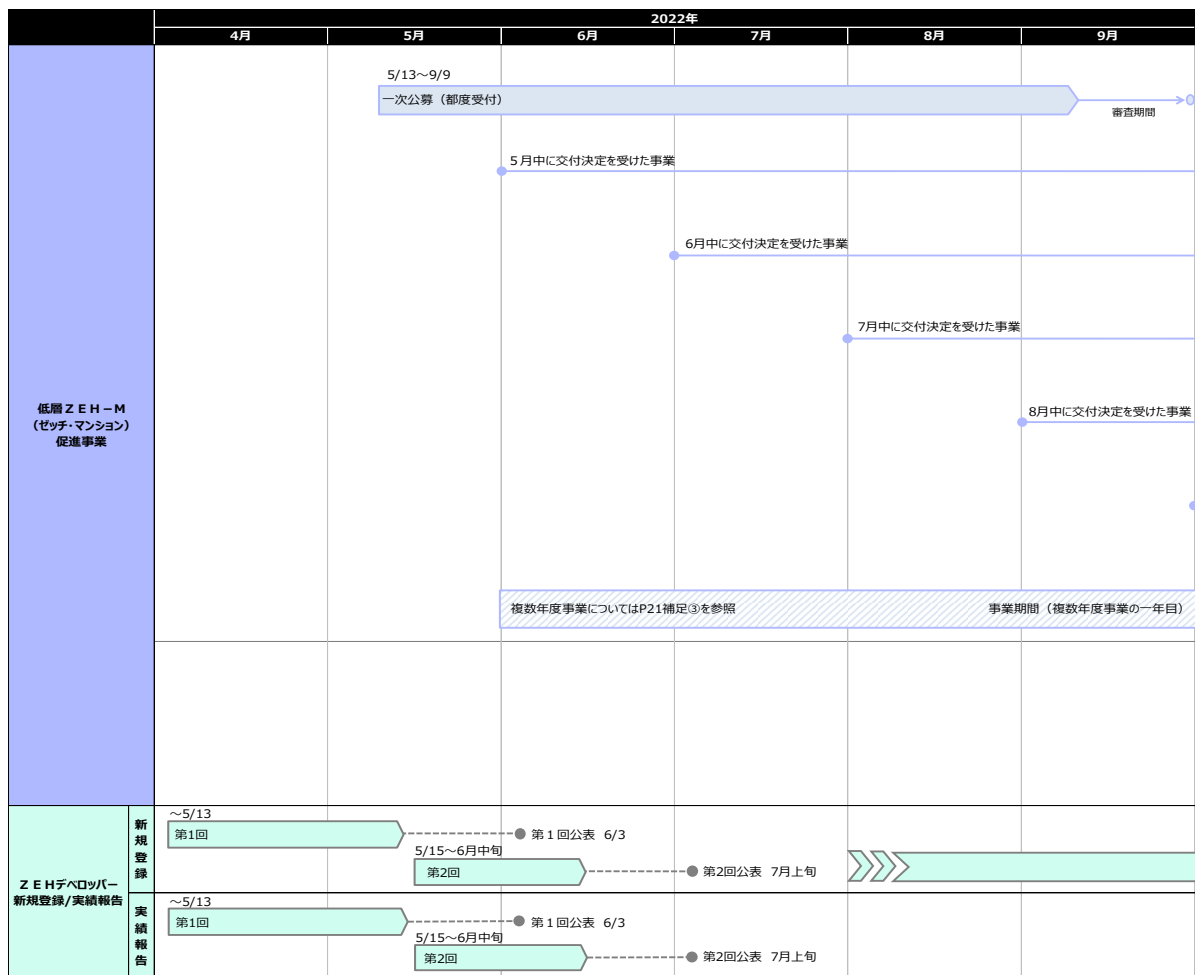 2022年
4月
5月
6月
7月
8月
9月
低層ＺＥＨ－Ｍ
（ゼッチ・マンション）
促進事業
5/13～9/9
一次公募（都度受付）
審査期間
５月中に交付決定を受けた事業
6月中に交付決定を受けた事業
7月中に交付決定を受けた事業
8月中に交付決定を受けた事業
複数年度事業についてはP21補足③を参照
事業期間（複数年度事業の一年目）
ＺＥＨデベロッパー
新規登録/実績報告
新規登録
～5/13
第1回
第１回公表 6/3
5/15～6月中旬
第2回
第2回公表 7月上旬
実績報告
～5/13
第1回
第１回公表 6/3
5/15～6月中旬
第2回
第2回公表 7月上旬